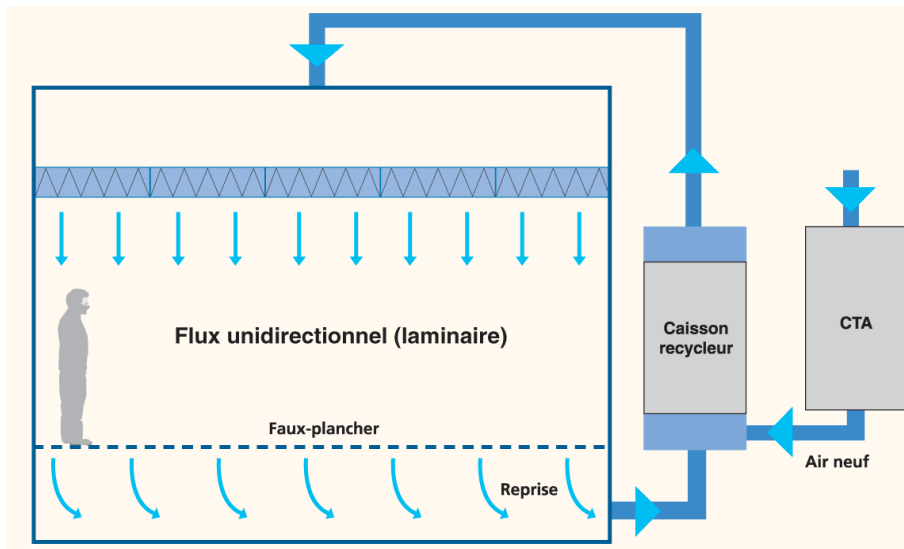 Flux unidirectionnel (laminaire)
Faux-plancher
Reprise
Caisson
recycleur
CTA
Air neuf